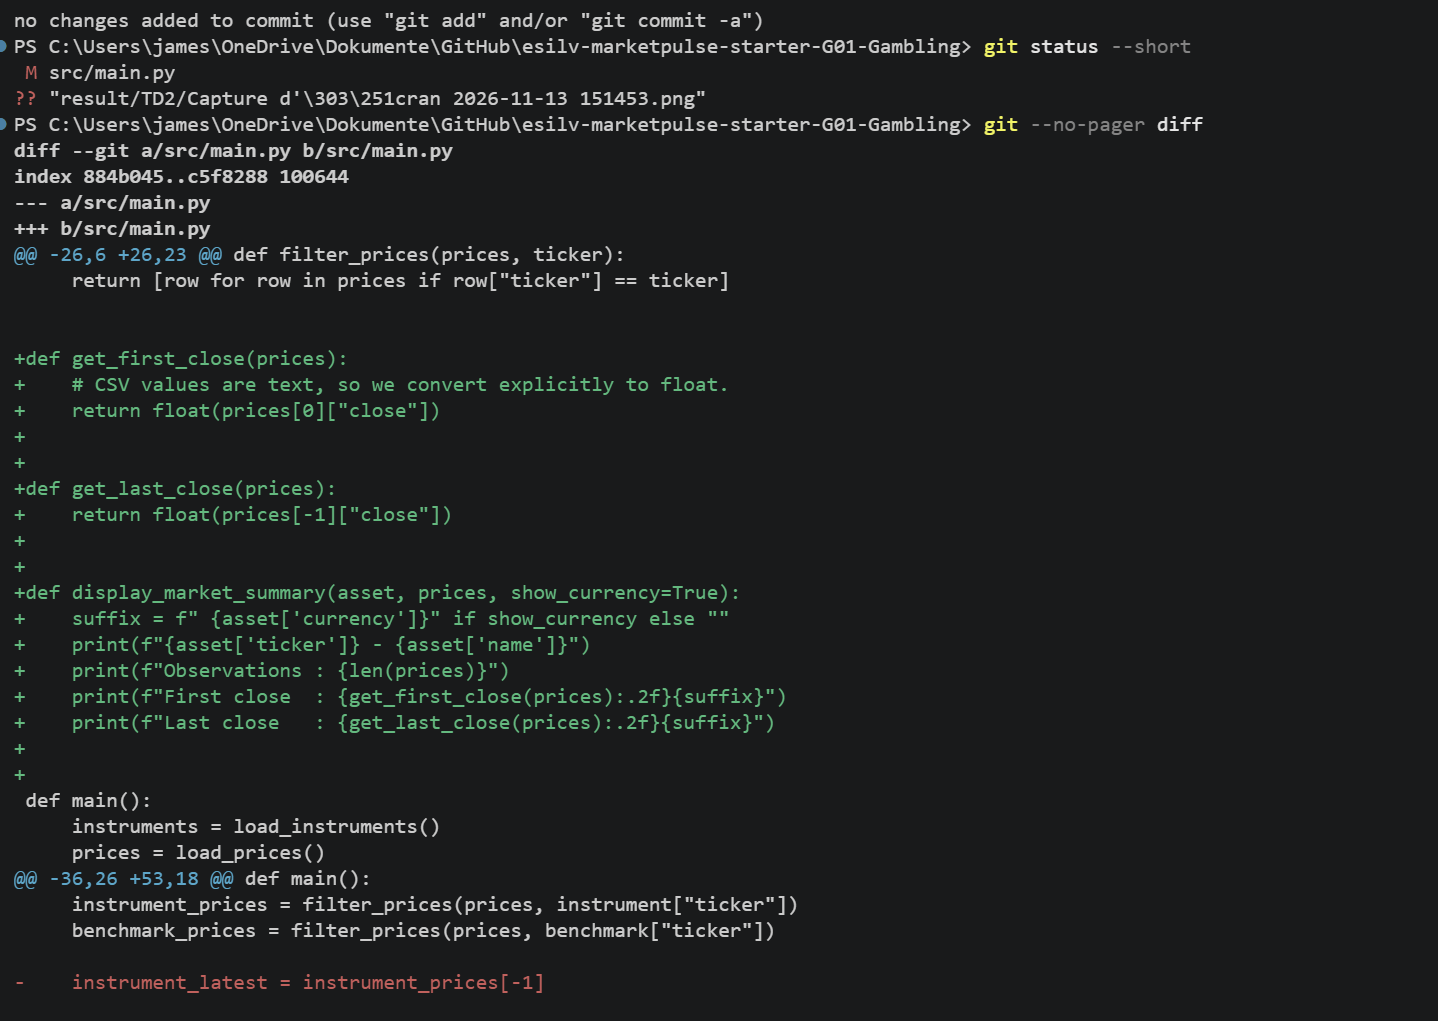 no changes added to commit (use "git add" and/or "git commit -a")
PS C:\Users\james\OneDrive\Dokumente\GitHub\esilv-marketpulse-starter-G01-Gambling> git status --short
 M src/main.py
?? "result/TD2/Capture d'\303\251cran 2026-11-13 151453.png"
PS C:\Users\james\OneDrive\Dokumente\GitHub\esilv-marketpulse-starter-G01-Gambling> git --no-pager diff
diff --git a/src/main.py b/src/main.py
index 884b045..c5f8288 100644
--- a/src/main.py
+++ b/src/main.py
@@ -26,6 +26,23 @@ def filter_prices(prices, ticker):
     return [row for row in prices if row["ticker"] == ticker]
+def get_first_close(prices):
+    # CSV values are text, so we convert explicitly to float.
+    return float(prices[0]["close"])
+
+
+def get_last_close(prices):
+    return float(prices[-1]["close"])
+
+
+def display_market_summary(asset, prices, show_currency=True):
+    suffix = f" {asset['currency']}" if show_currency else ""
+    print(f"{asset['ticker']} - {asset['name']}")
+    print(f"Observations : {len(prices)}")
+    print(f"First close  : {get_first_close(prices):.2f}{suffix}")
+    print(f"Last close   : {get_last_close(prices):.2f}{suffix}")
+
+
 def main():
     instruments = load_instruments()
     prices = load_prices()
@@ -36,26 +53,18 @@ def main():
     instrument_prices = filter_prices(prices, instrument["ticker"])
     benchmark_prices = filter_prices(prices, benchmark["ticker"])
-    instrument_latest = instrument_prices[-1]